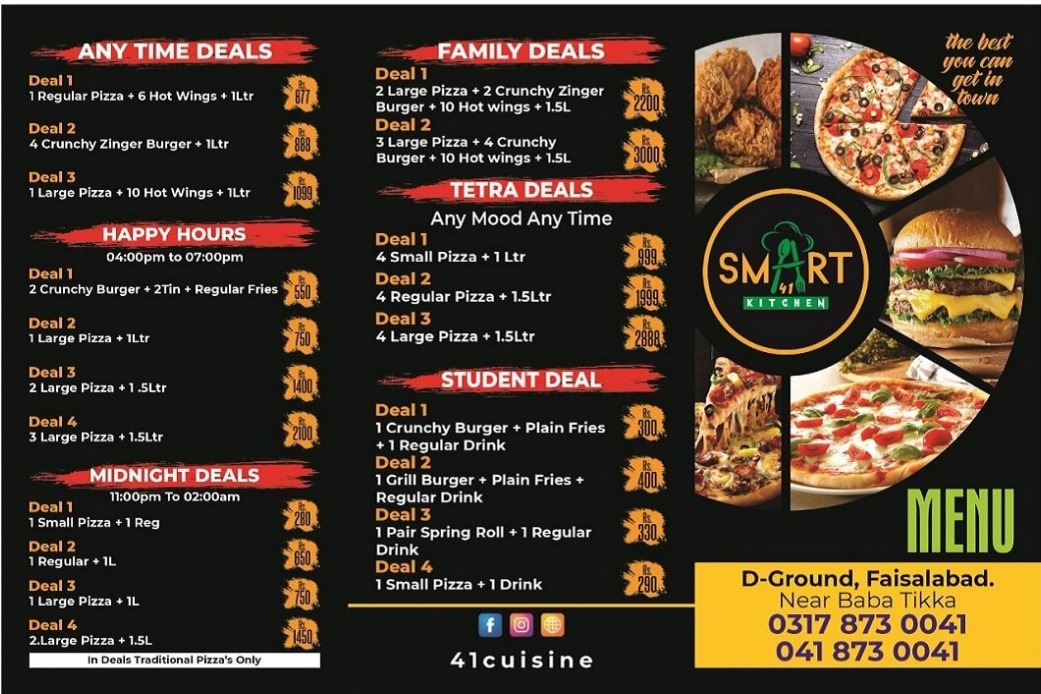 ANY TIME DEALS
Deal 1
1 Regular Pizza + 6 Hot Wings + 1Ltr
Rs. 877
Deal 2
4 Crunchy Zinger Burger + 1Ltr
Rs. 888
Deal 3
1 Large Pizza + 10 Hot Wings + 1Ltr
Rs. 1099
HAPPY HOURS
04:00pm to 07:00pm
Deal 1
2 Crunchy Burger + 2Tin + Regular Fries
Rs. 550
Deal 2
1 Large Pizza + 1Ltr
Rs. 750
Deal 3
2 Large Pizza + 1 .5Ltr
Rs. 1400
Deal 4
3 Large Pizza + 1.5Ltr
Rs. 2100
MIDNIGHT DEALS
11:00pm To 02:00am
Deal 1
1 Small Pizza + 1 Reg
Rs. 280
Deal 2
1 Regular + 1L
Rs. 650
Deal 3
1 Large Pizza + 1L
Rs. 750
Deal 4
2.Large Pizza + 1.5L
Rs. 1450
In Deals Traditional Pizza's Only
FAMILY DEALS
Deal 1
2 Large Pizza + 2 Crunchy Zinger
Burger + 10 Hot wings + 1.5L
Rs. 2200
Deal 2
3 Large Pizza + 4 Crunchy
Burger + 10 Hot wings + 1.5L
Rs. 3000
TETRA DEALS
Any Mood Any Time
Deal 1
4 Small Pizza + 1 Ltr
Rs. 999
Deal 2
4 Regular Pizza + 1.5Ltr
Rs. 1999
Deal 3
4 Large Pizza + 1.5Ltr
Rs. 2888
STUDENT DEAL
Deal 1
1 Crunchy Burger + Plain Fries
+ 1 Regular Drink
Rs. 300
Deal 2
1 Grill Burger + Plain Fries +
Regular Drink
Rs. 400
Deal 3
1 Pair Spring Roll + 1 Regular
Drink
Rs. 330
Deal 4
1 Small Pizza + 1 Drink
Rs. 290
41cuisine
the best
you can
get in
town
SMART
41
KITCHEN
MENU
D-Ground, Faisalabad.
Near Baba Tikka
0317 873 0041
041 873 0041